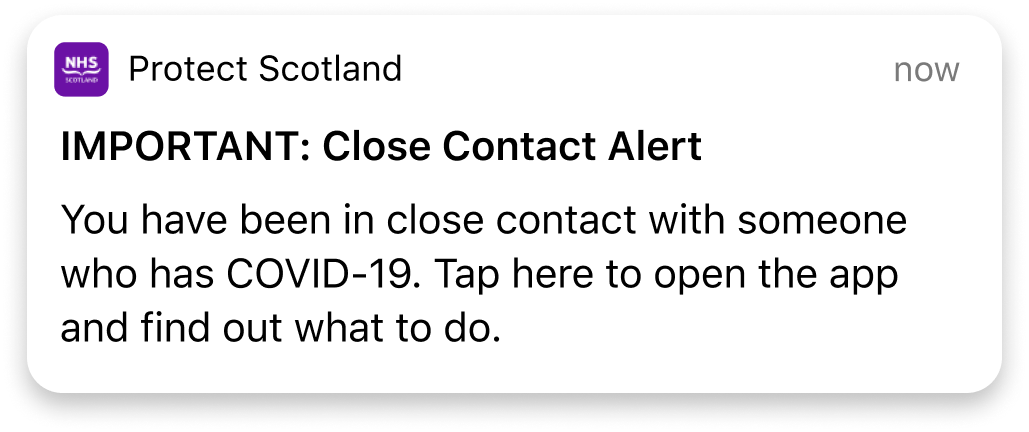 NHS
SCOTLAND
Protect Scotland
now
IMPORTANT: Close Contact Alert
You have been in close contact with someone
who has COVID-19. Tap here to open the app
and find out what to do.